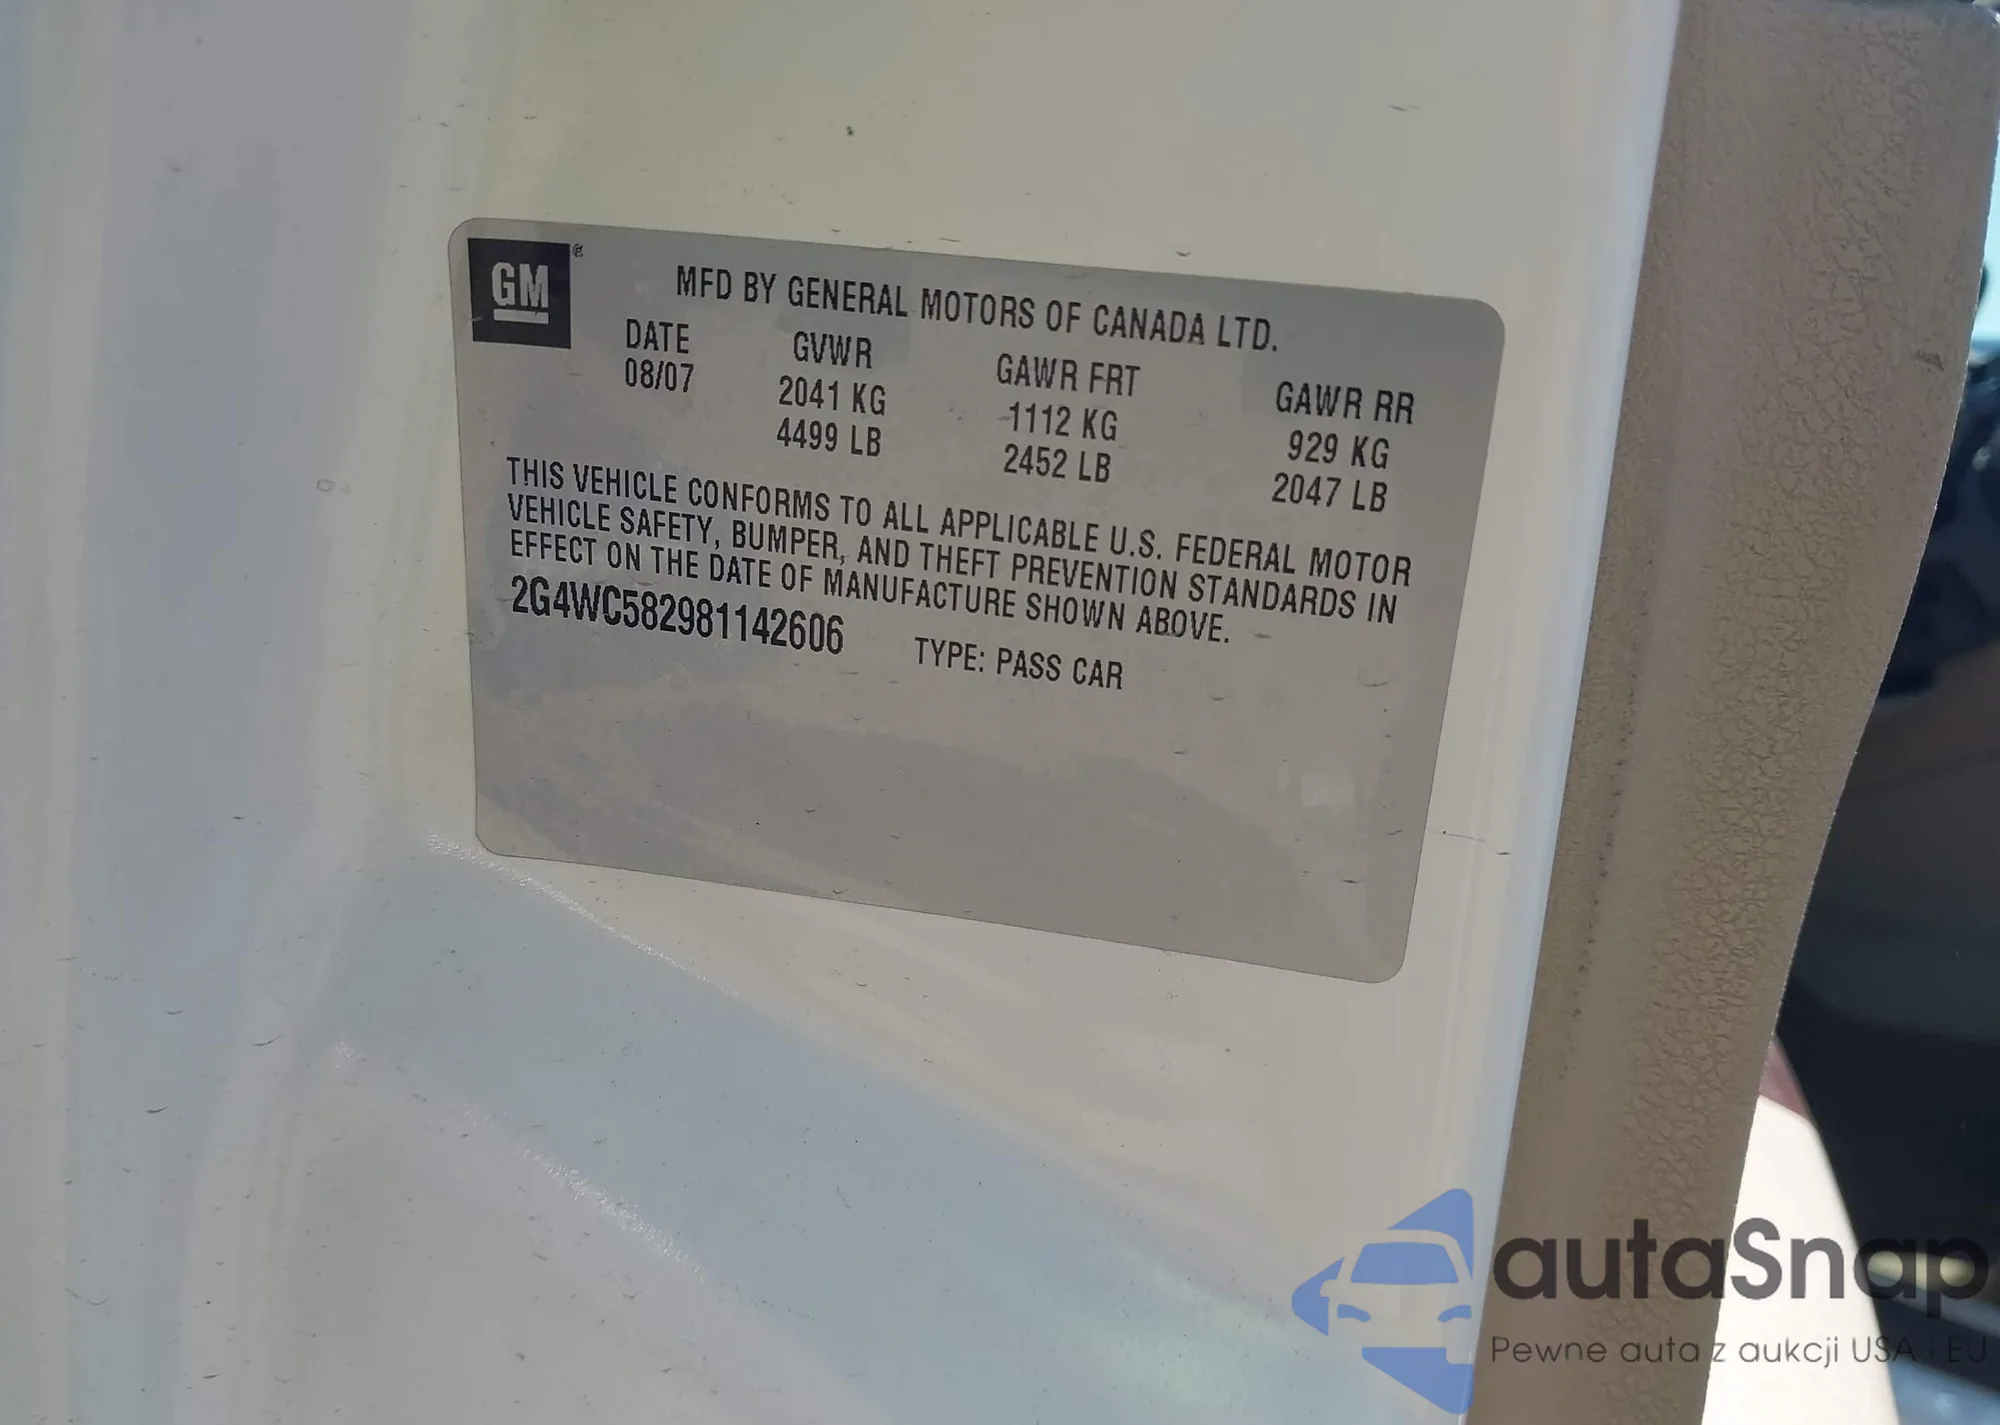 GM ®
MFD BY GENERAL MOTORS OF CANADA LTD.
DATE GVWR GAWR FRT GAWR RR
08/07 2041 KG 1112 KG 929 KG
4499 LB 2452 LB 2047 LB
THIS VEHICLE CONFORMS TO ALL APPLICABLE U.S. FEDERAL MOTOR
VEHICLE SAFETY, BUMPER, AND THEFT PREVENTION STANDARDS IN
EFFECT ON THE DATE OF MANUFACTURE SHOWN ABOVE.
2G4WC582981142606 TYPE: PASS CAR
autaSnap
Pewne auta z aukcji USA i EU